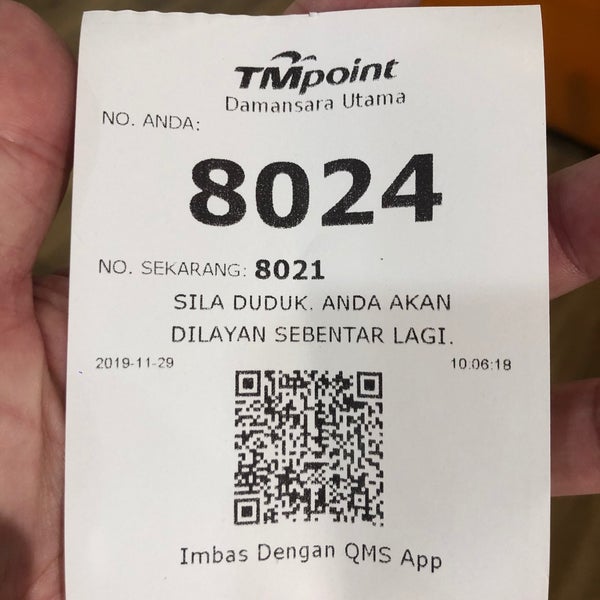 TMpoint
Damansara Utama
NO. ANDA:
8024
NO. SEKARANG: 8021
SILA DUDUK. ANDA AKAN
DILAYAN SEBENTAR LAGI.
2019-11-29 10:06:18
Imbas Dengan QMS App